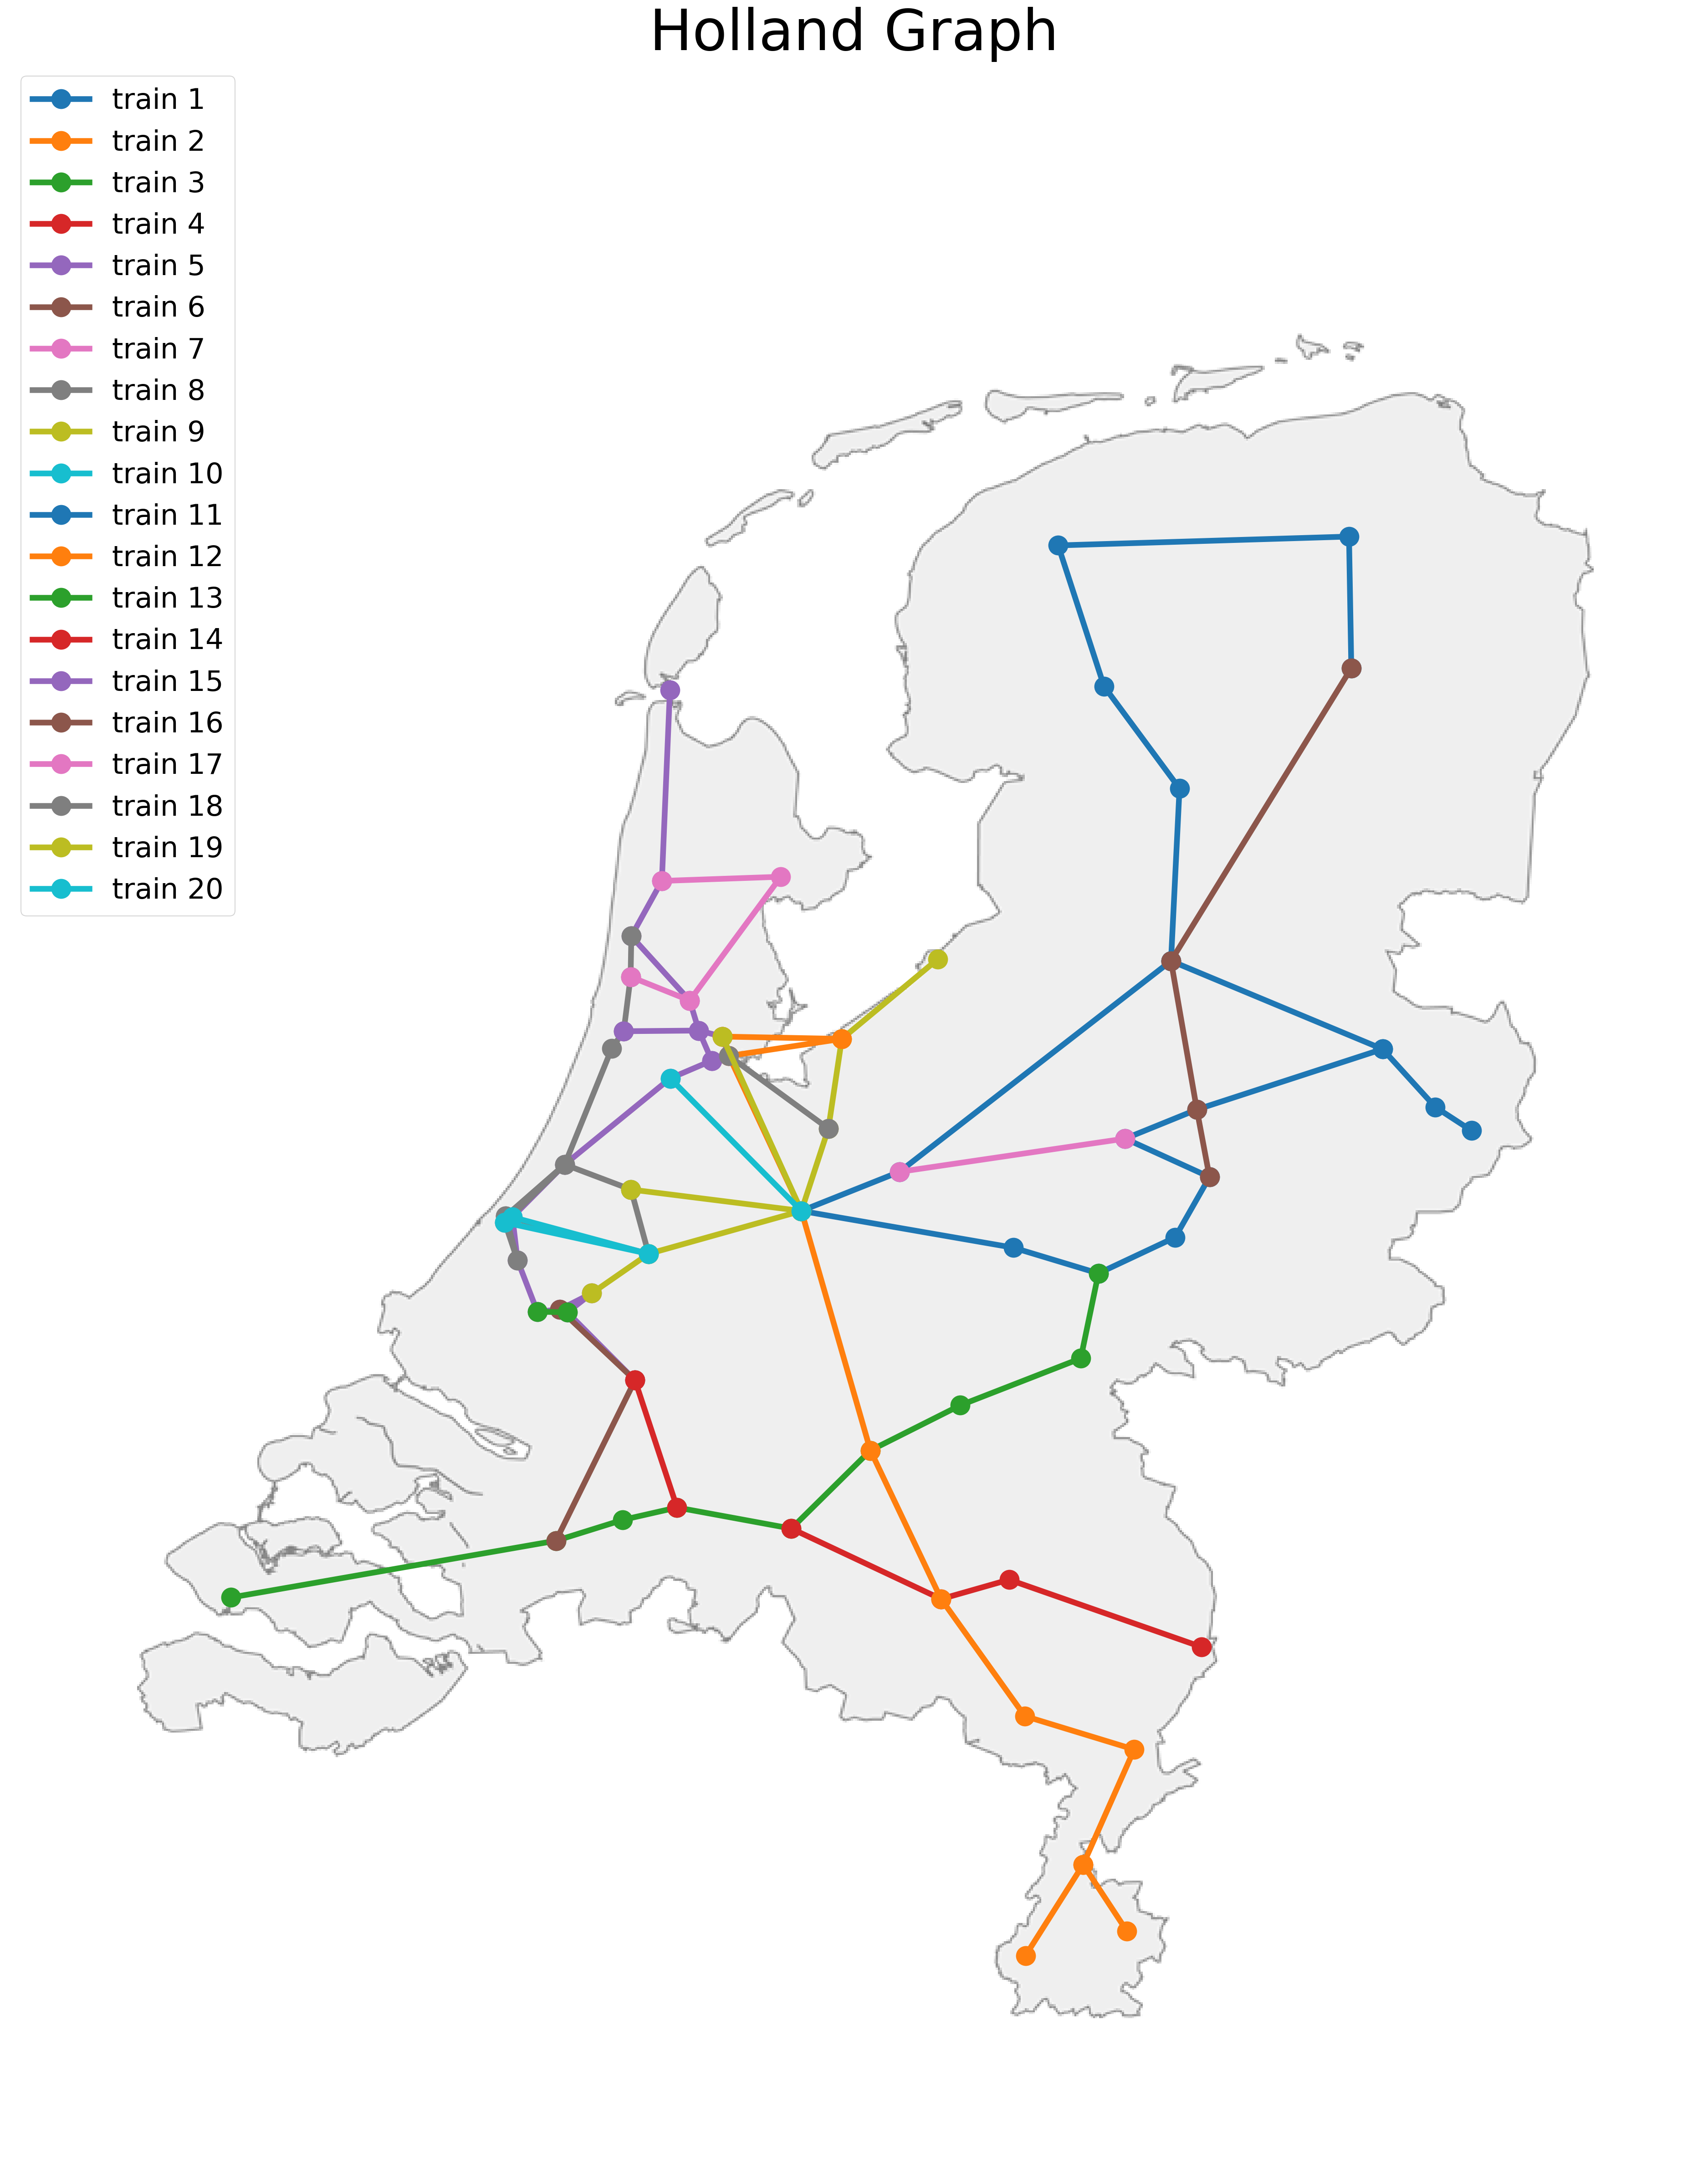 Holland Graph
train 1
train 2
train 3
train 4
train 5
train 6
train 7
train 8
train 9
train 10
train 11
train 12
train 13
train 14
train 15
train 16
train 17
train 18
train 19
train 20